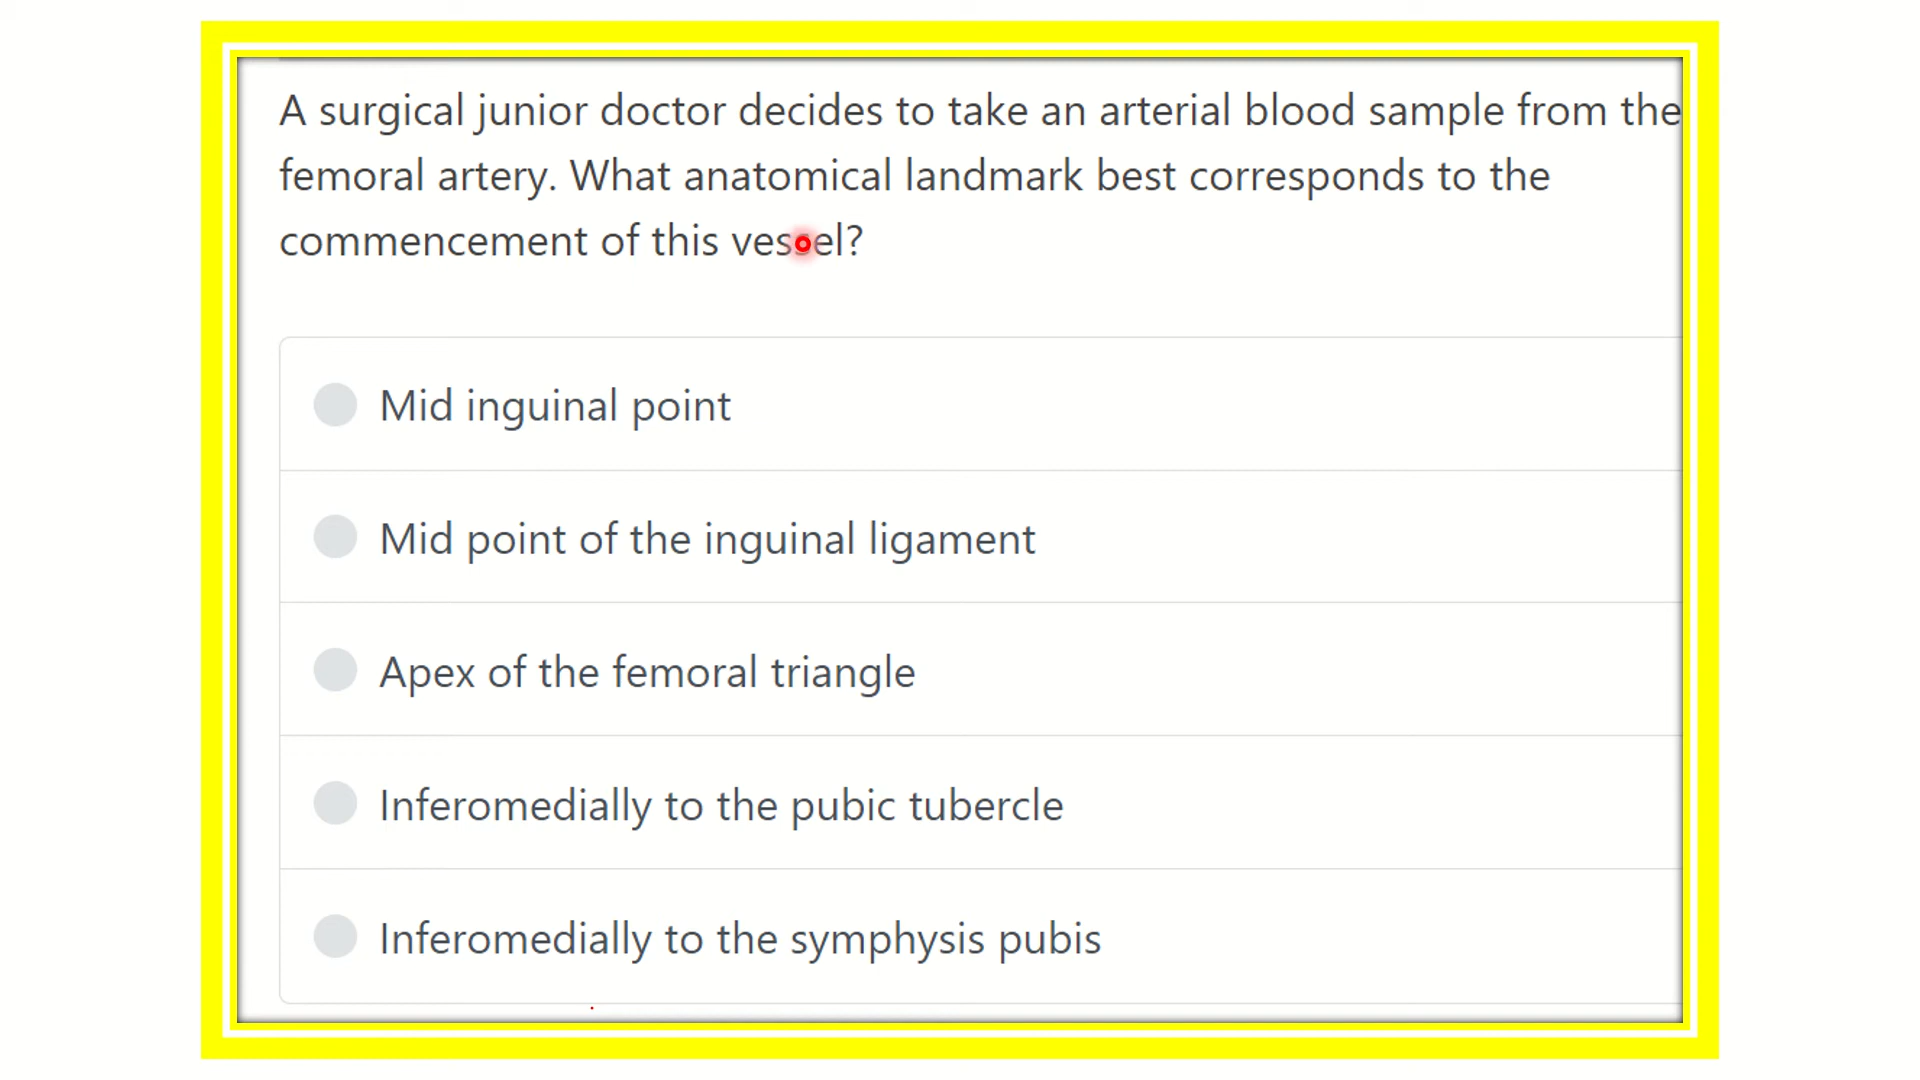 A surgical junior doctor decides to take an arterial blood sample from the
femoral artery. What anatomical landmark best corresponds to the
commencement of this vessel?
Mid inguinal point
Mid point of the inguinal ligament
Apex of the femoral triangle
Inferomedially to the pubic tubercle
Inferomedially to the symphysis pubis